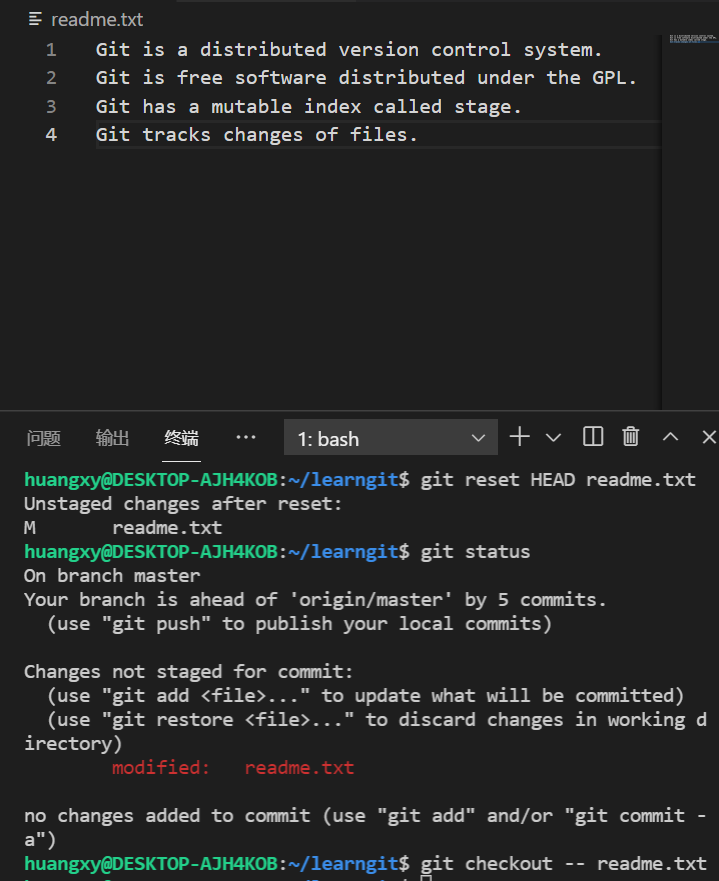 readme.txt
1 Git is a distributed version control system.
2 Git is free software distributed under the GPL.
3 Git has a mutable index called stage.
4 Git tracks changes of files.
问题 输出 终端 ··· 1: bash
huangxy@DESKTOP-AJH4KOB:~/learngit$ git reset HEAD readme.txt
Unstaged changes after reset:
M       readme.txt
huangxy@DESKTOP-AJH4KOB:~/learngit$ git status
On branch master
Your branch is ahead of 'origin/master' by 5 commits.
  (use "git push" to publish your local commits)
Changes not staged for commit:
  (use "git add <file>..." to update what will be committed)
  (use "git restore <file>..." to discard changes in working d
irectory)
        modified:   readme.txt
no changes added to commit (use "git add" and/or "git commit -
a")
huangxy@DESKTOP-AJH4KOB:~/learngit$ git checkout -- readme.txt